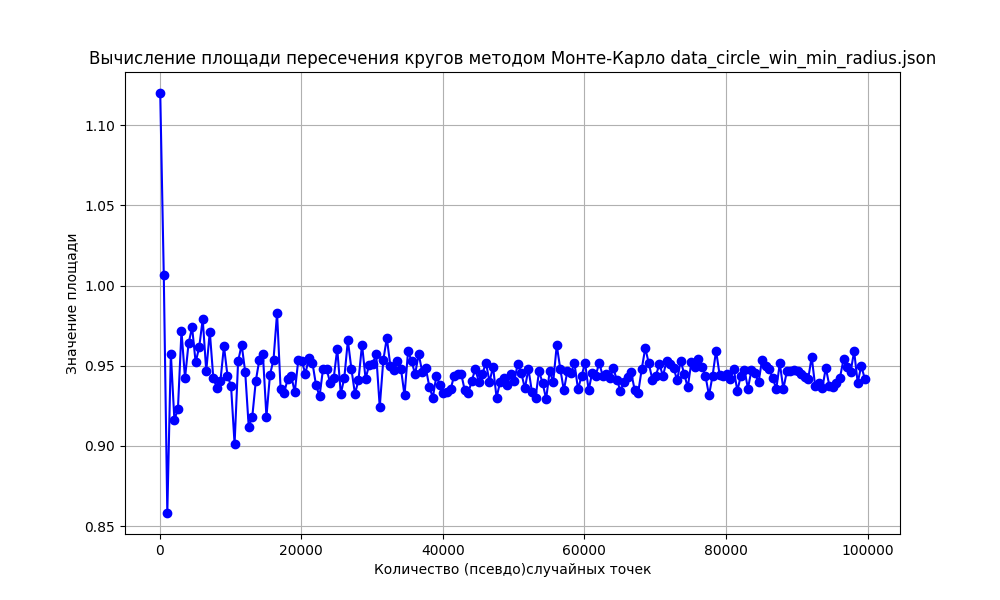 Вычисление площади пересечения кругов методом Монте-Карло data_circle_win_min_radius.json
Значение площади
1.10
1.05
1.00
0.95
0.90
0.85
0 20000 40000 60000 80000 100000
Количество (псевдо)случайных точек